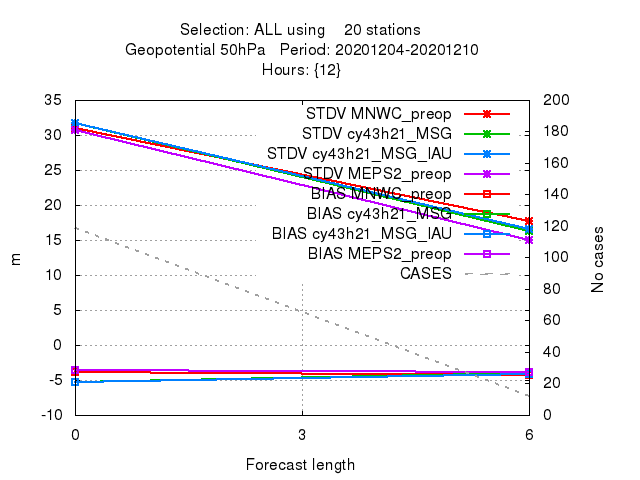 Selection: ALL using 20 stations
Geopotential 50hPa Period: 20201204-20201210
Hours: {12}
35
30
25
20
15
10
5
0
-5
-10
m
200
180
160
140
120
100
80
60
40
20
0
No cases
STDV MNWC_preop
STDV cy43h21_MSG
STDV cy43h21_MSG_IAU
STDV MEPS2_preop
BIAS MNWC_preop
BIAS cy43h21_MSG
BIAS cy43h21_MSG_IAU
BIAS MEPS2_preop
CASES
0 3 6
Forecast length